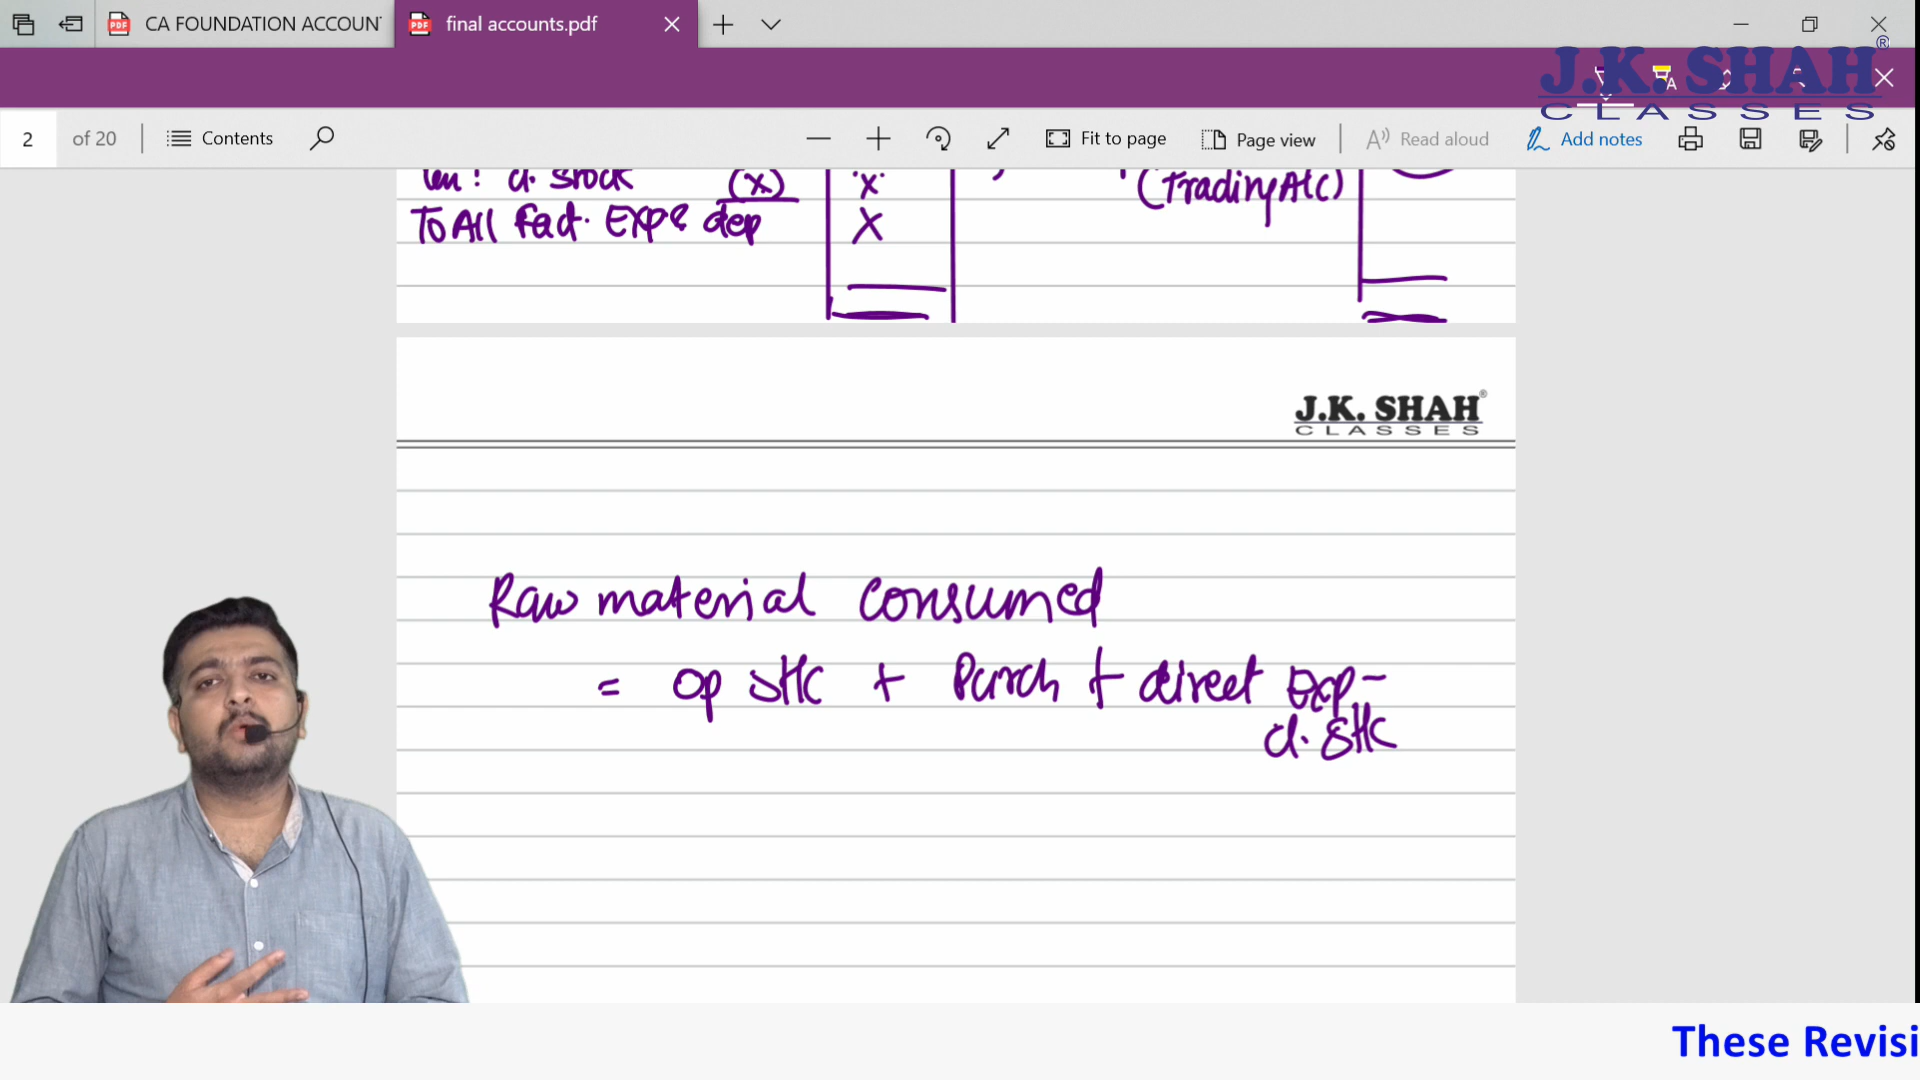 CA FOUNDATION ACCOUN
final accounts.pdf
J.K. SHAH®
CLASSES
2 of 20 Contents Fit to page Page view Read aloud Add notes
stock (x) x
(Trading A/c)
To All Fact. Exp & dep X
J.K. SHAH®
CLASSES
Raw material Consumed
= op stk + Purch + direct Exp -
cl. stk
These Revisi